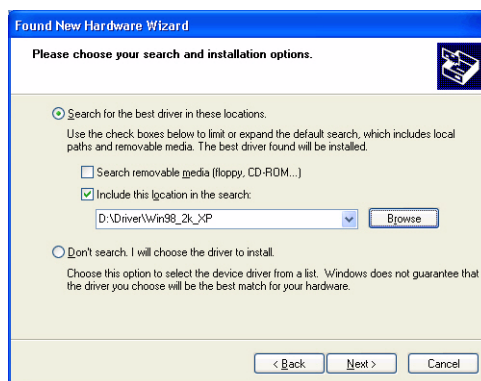 Found New Hardware Wizard
Please choose your search and installation options.
Search for the best driver in these locations.
Use the check boxes below to limit or expand the default search, which includes local
paths and removable media. The best driver found will be installed.
Search removable media (floppy, CD-ROM...)
Include this location in the search:
D:\Driver\Win98_2k_XP
Browse
Don't search. I will choose the driver to install.
Choose this option to select the device driver from a list. Windows does not guarantee that
the driver you choose will be the best match for your hardware.
< Back
Next >
Cancel